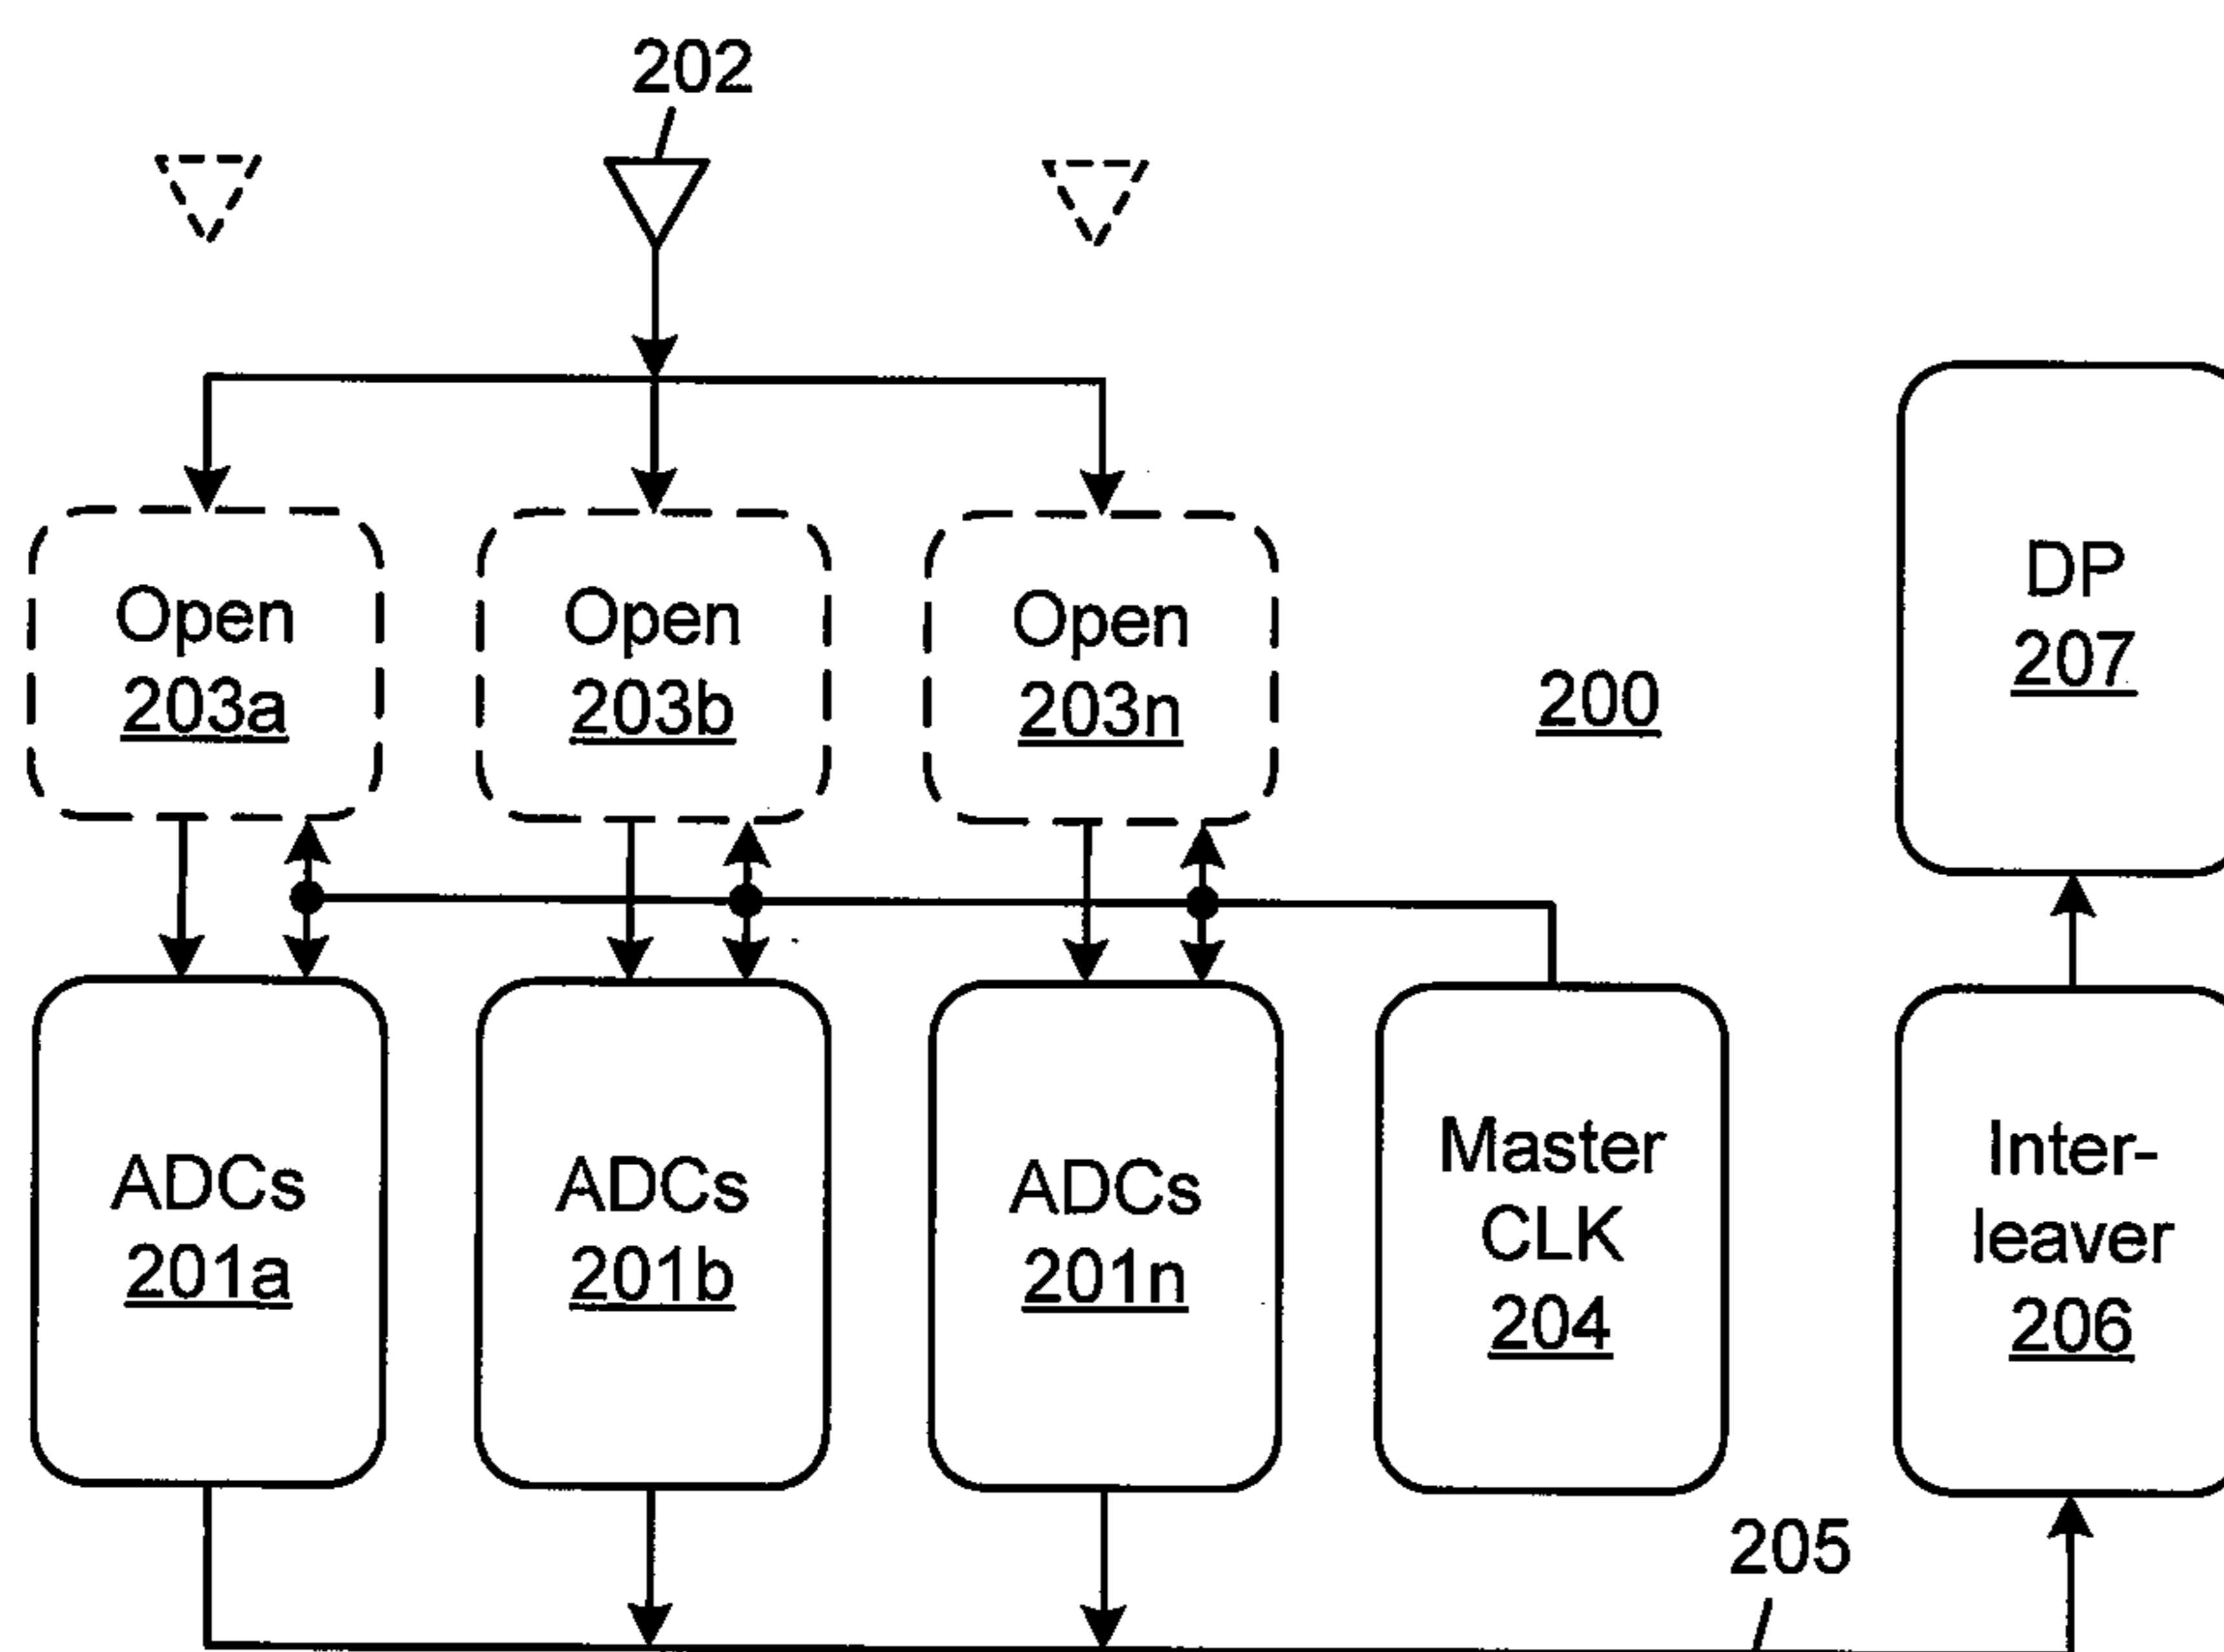 202
Open
203a
Open
203b
Open
203n
200
DP
207
ADCs
201a
ADCs
201b
ADCs
201n
Master
CLK
204
Inter-
leaver
206
205